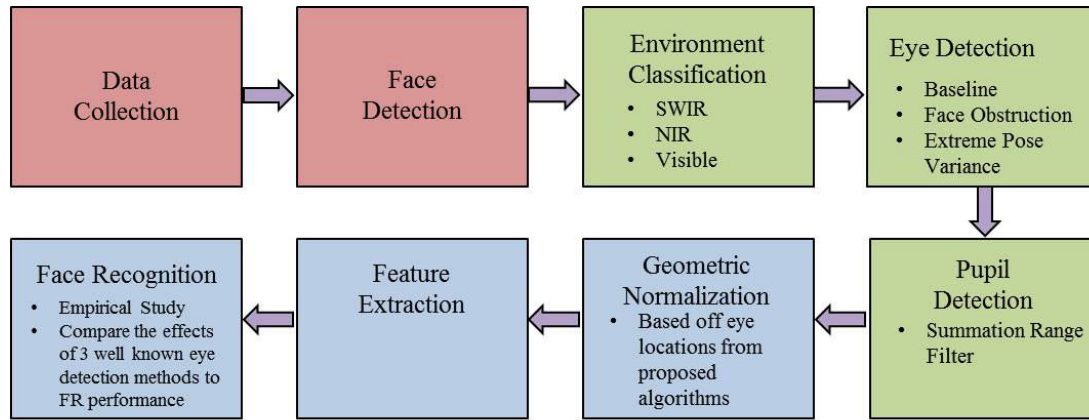 Data
Collection
Face
Detection
Environment
Classification
• SWIR
• NIR
• Visible
Eye Detection
• Baseline
• Face Obstruction
• Extreme Pose
Variance
Pupil
Detection
• Summation Range
Filter
Geometric
Normalization
• Based off eye
locations from
proposed
algorithms
Feature
Extraction
Face Recognition
• Empirical Study
• Compare the effects
of 3 well known eye
detection methods to
FR performance